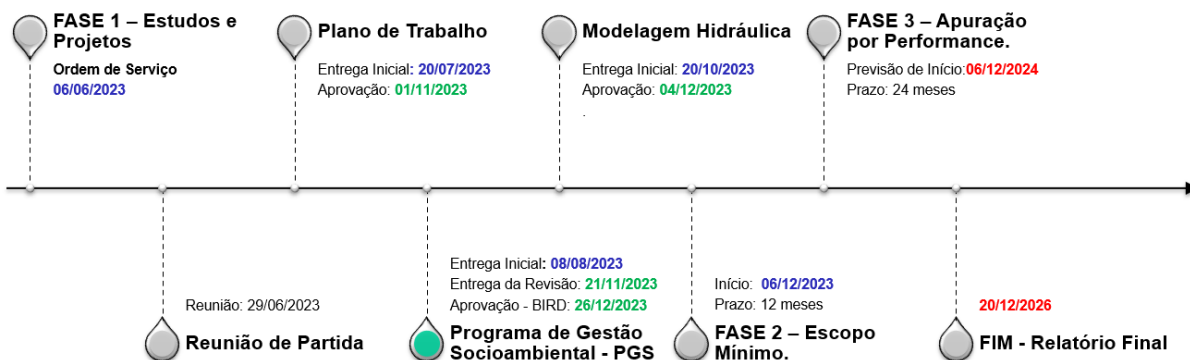 FASE 1 – Estudos e
Projetos
Ordem de Serviço
06/06/2023
Plano de Trabalho
Entrega Inicial: 20/07/2023
Aprovação: 01/11/2023
Modelagem Hidráulica
Entrega Inicial: 20/10/2023
Aprovação: 04/12/2023
.
FASE 3 – Apuração
por Performance.
Previsão de Início:06/12/2024
Prazo: 24 meses
Reunião: 29/06/2023
Reunião de Partida
Entrega Inicial: 08/08/2023
Entrega da Revisão: 21/11/2023
Aprovação - BIRD: 26/12/2023
Programa de Gestão
Socioambiental - PGS
Início: 06/12/2023
Prazo: 12 meses
FASE 2 – Escopo
Mínimo.
20/12/2026
FIM - Relatório Final